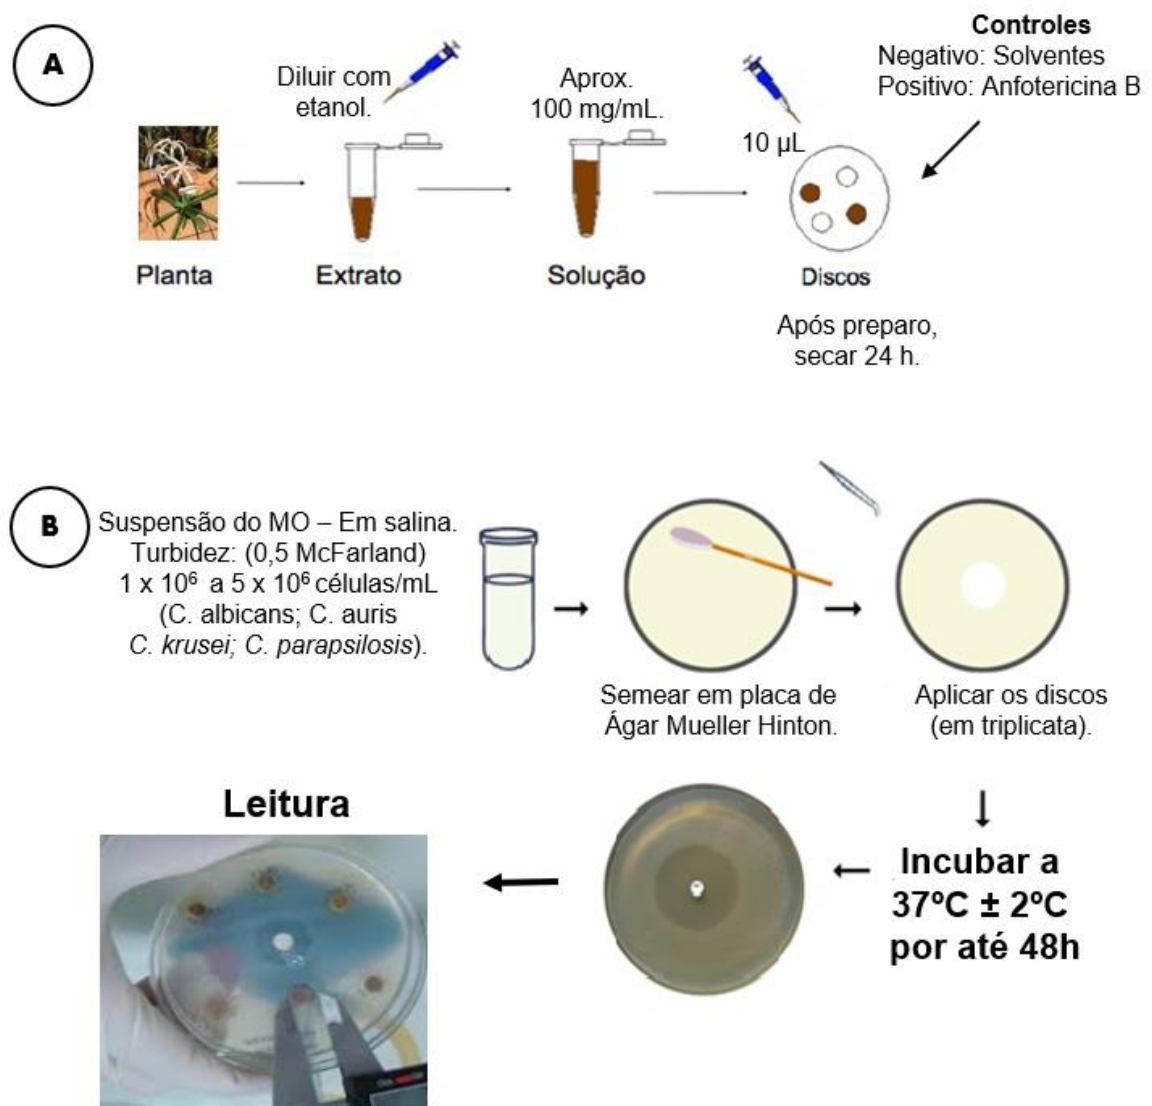 A
Diluir com
etanol.
Aprox.
100 mg/mL.
Controles
Negativo: Solventes
Positivo: Anfotericina B
10 µL
Planta
Extrato
Solução
Discos
Após preparo,
secar 24 h.
B
Suspensão do MO – Em salina.
Turbidez: (0,5 McFarland)
1 x 10⁶ a 5 x 10⁶ células/mL
(C. albicans; C. auris
C. krusei; C. parapsilosis).
Semear em placa de
Ágar Mueller Hinton.
Aplicar os discos
(em triplicata).
Incubar a
37ºC ± 2ºC
por até 48h
Leitura